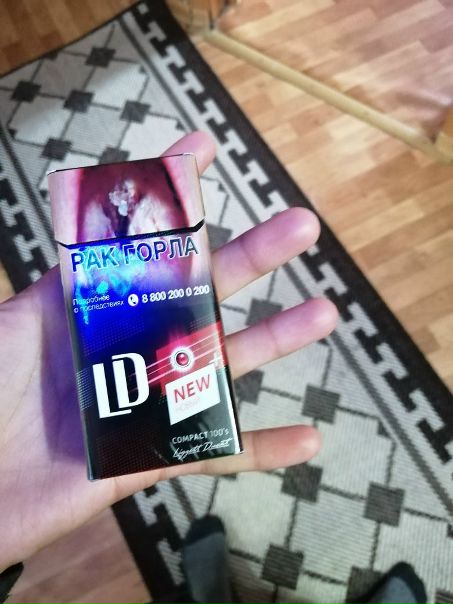 РАК ГОРЛА
Подробнее
о последствиях 8 800 200 0 200
LD
NEW
COMPACT 100's
Liggett Ducat